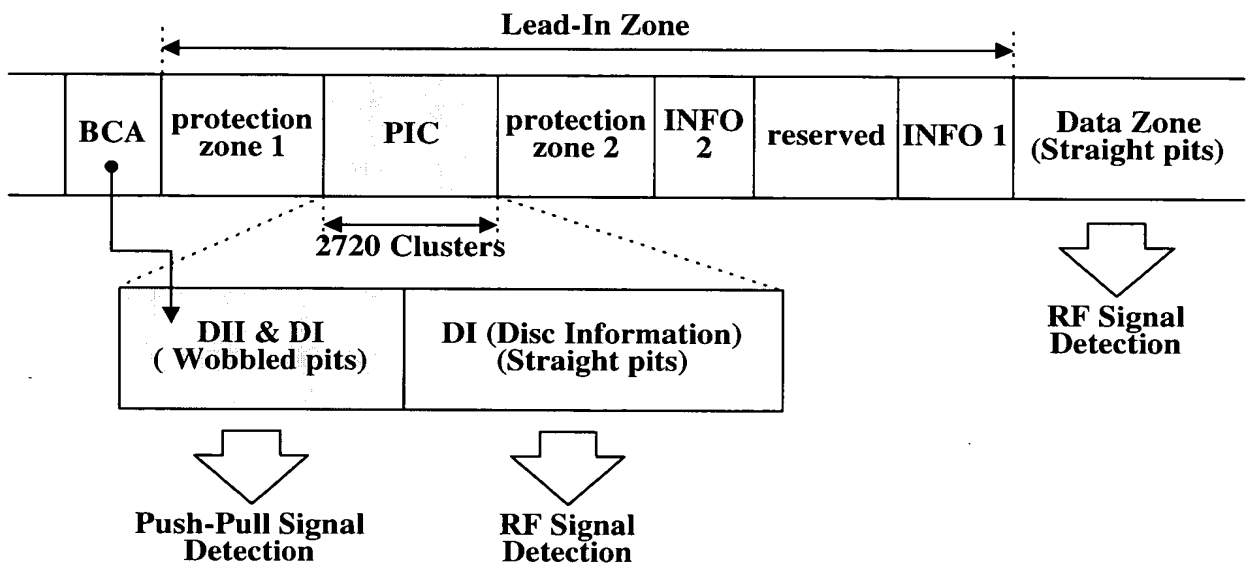 Lead-In Zone
BCA
protection
zone 1
PIC
protection
zone 2
INFO
2
reserved
INFO 1
Data Zone
(Straight pits)
2720 Clusters
DII & DI
( Wobbled pits)
DI (Disc Information)
(Straight pits)
RF Signal
Detection
Push-Pull Signal
Detection
RF Signal
Detection